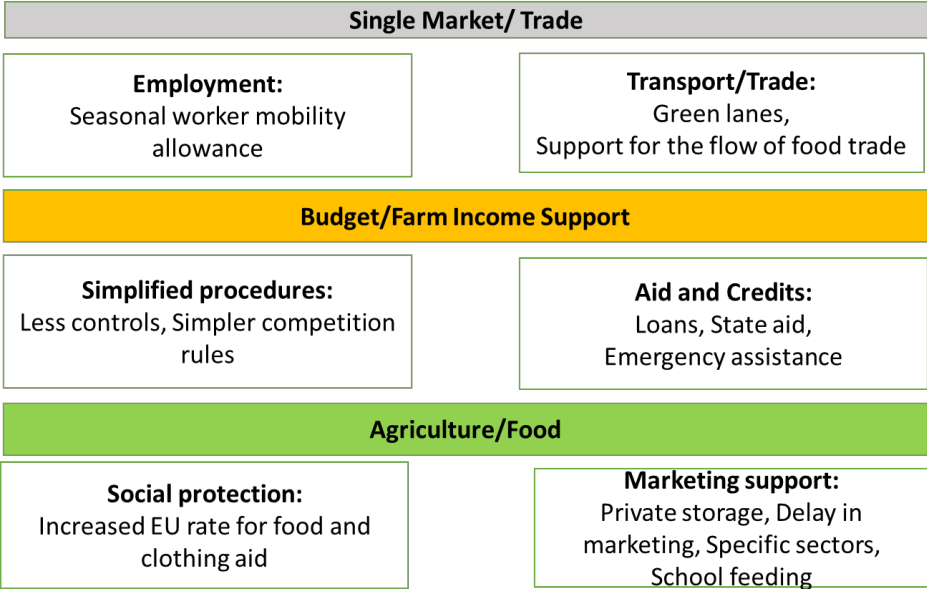 Single Market/ Trade
Employment:
Seasonal worker mobility
allowance
Transport/Trade:
Green lanes,
Support for the flow of food trade
Budget/Farm Income Support
Simplified procedures:
Less controls, Simpler competition
rules
Aid and Credits:
Loans, State aid,
Emergency assistance
Agriculture/Food
Social protection:
Increased EU rate for food and
clothing aid
Marketing support:
Private storage, Delay in
marketing, Specific sectors,
School feeding